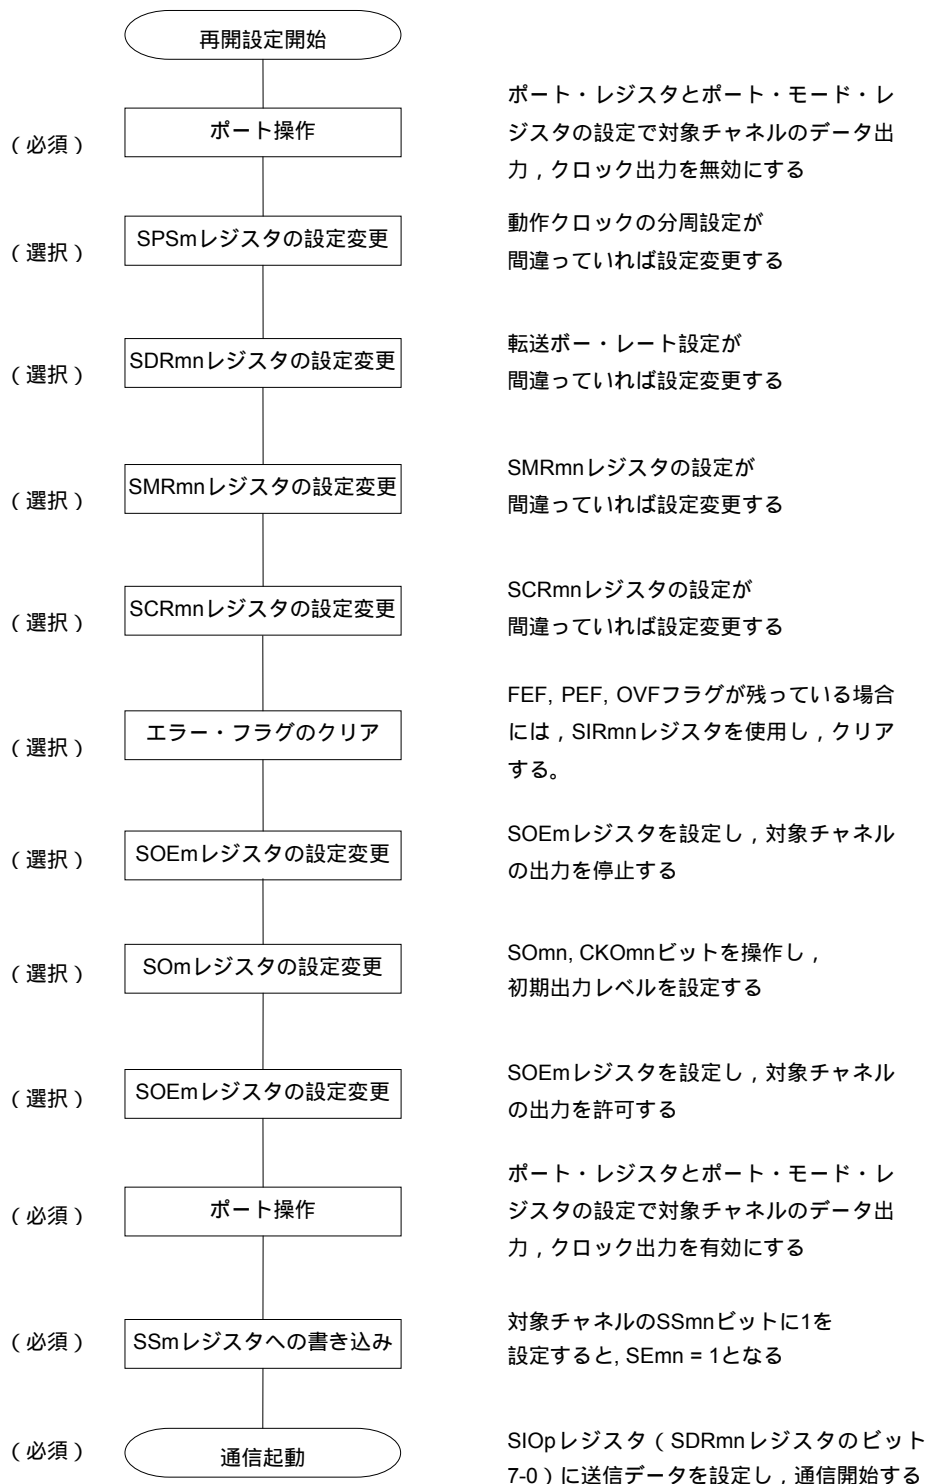 再開設定開始
（必須）
ポート操作
ポート・レジスタとポート・モード・レ
ジスタの設定で対象チャネルのデータ出
力，クロック出力を無効にする
（選択）
SPSmレジスタの設定変更
動作クロックの分周設定が
間違っていれば設定変更する
（選択）
SDRmnレジスタの設定変更
転送ボー・レート設定が
間違っていれば設定変更する
（選択）
SMRmnレジスタの設定変更
SMRmnレジスタの設定が
間違っていれば設定変更する
（選択）
SCRmnレジスタの設定変更
SCRmnレジスタの設定が
間違っていれば設定変更する
（選択）
エラー・フラグのクリア
FEF, PEF, OVFフラグが残っている場合
には，SIRmnレジスタを使用し，クリア
する。
（選択）
SOEmレジスタの設定変更
SOEmレジスタを設定し，対象チャネル
の出力を停止する
（選択）
SOmレジスタの設定変更
SOmn, CKOmnビットを操作し，
初期出力レベルを設定する
（選択）
SOEmレジスタの設定変更
SOEmレジスタを設定し，対象チャネル
の出力を許可する
（必須）
ポート操作
ポート・レジスタとポート・モード・レ
ジスタの設定で対象チャネルのデータ出
力，クロック出力を有効にする
（必須）
SSmレジスタへの書き込み
対象チャネルのSSmnビットに1を
設定すると, SEmn = 1となる
（必須）
通信起動
SIOpレジスタ（SDRmnレジスタのビット
7-0）に送信データを設定し，通信開始する